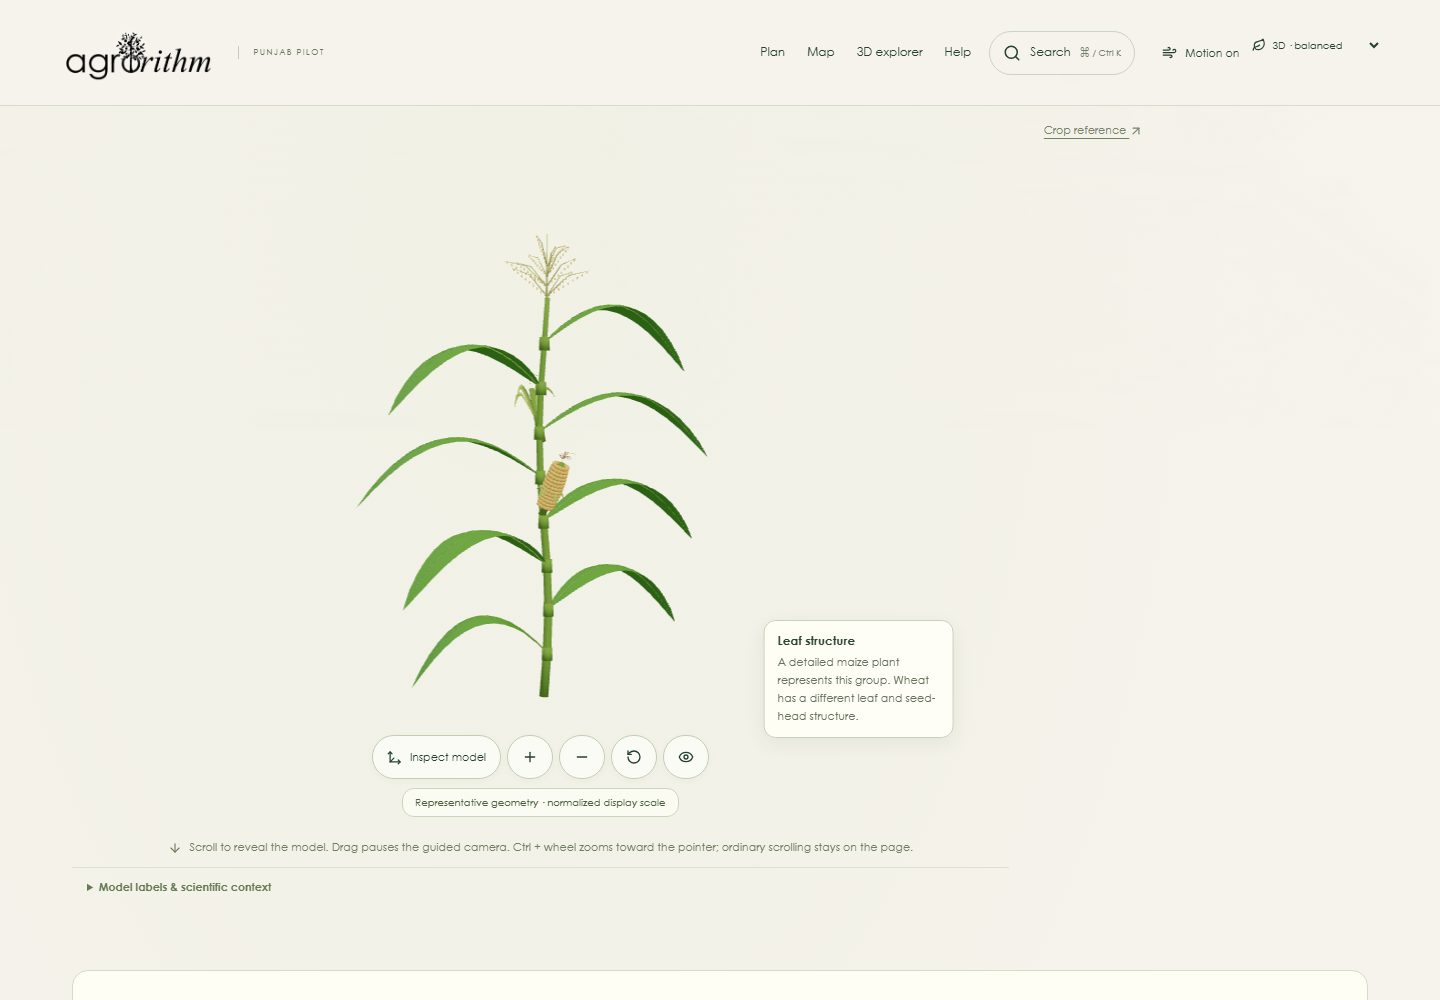 agrorithm
PUNJAB PILOT
Plan
Map
3D explorer
Help
Search ⌘ / Ctrl K
Motion on
3D · balanced
Crop reference
Leaf structure
A detailed maize plant
represents this group. Wheat
has a different leaf and seed-
head structure.
Inspect model
Representative geometry · normalized display scale
Scroll to reveal the model. Drag pauses the guided camera. Ctrl + wheel zooms toward the pointer; ordinary scrolling stays on the page.
Model labels & scientific context